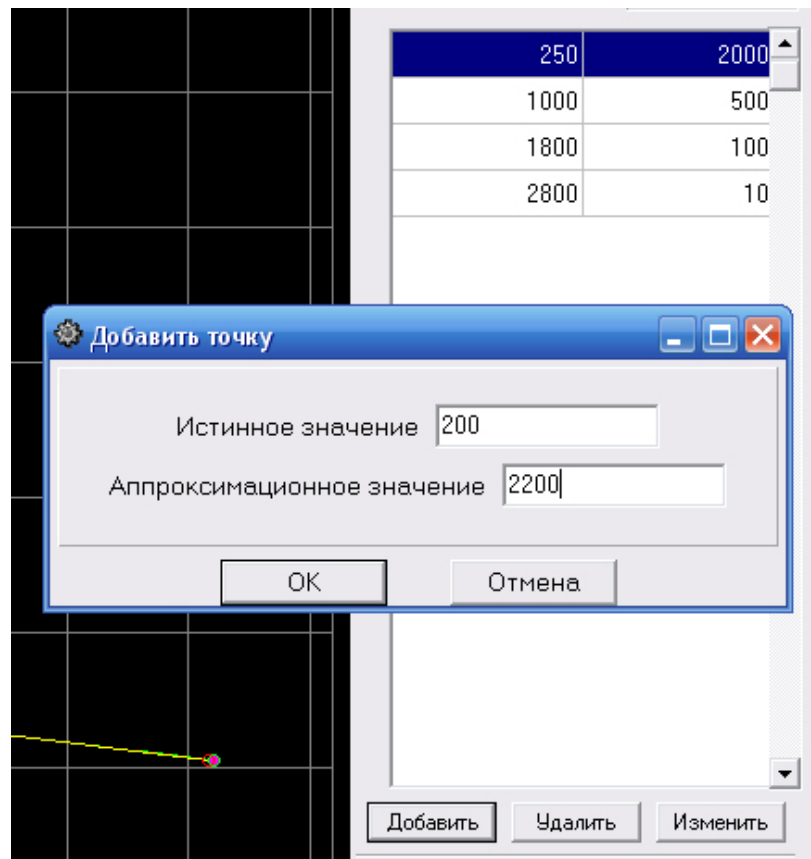 250 2000
1000 500
1800 100
2800 10
Добавить точку
Истинное значение 200
Аппроксимационное значение 2200
OK Отмена
Добавить Удалить Изменить